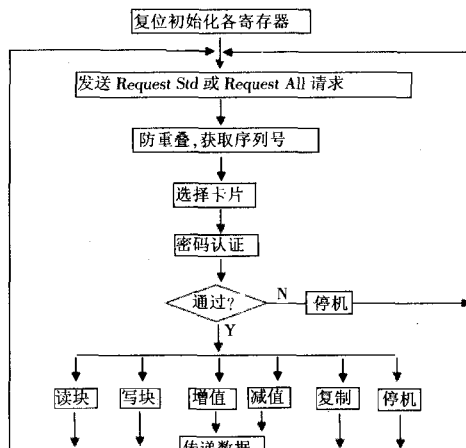 复位初始化各寄存器
发送 Request Std 或 Request All 请求
防重叠,获取序列号
选择卡片
密码认证
通过?
N
停机
Y
读块
写块
增值
减值
复制
停机
传递数据